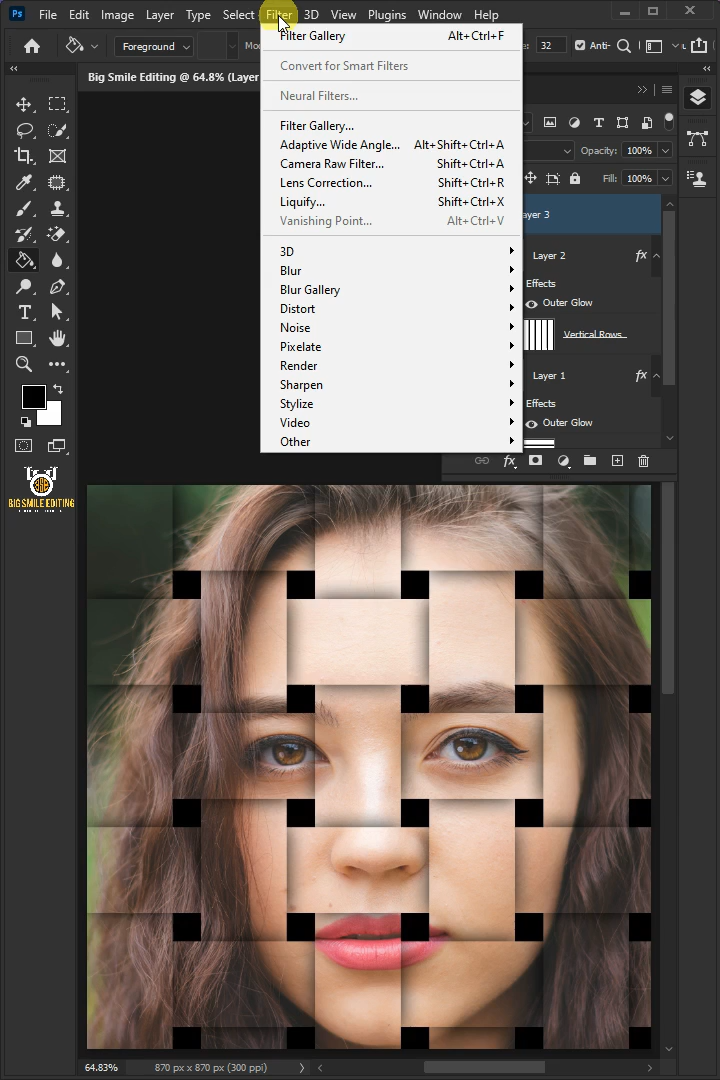 Ps File Edit Image Layer Type Select Filter 3D View Plugins Window Help
Foreground
32
Anti-
Big Smile Editing @ 64.8% (Layer
Filter Gallery Alt+Ctrl+F
Convert for Smart Filters
Neural Filters...
Filter Gallery...
Adaptive Wide Angle... Alt+Shift+Ctrl+A
Camera Raw Filter... Shift+Ctrl+A
Lens Correction... Shift+Ctrl+R
Liquify... Shift+Ctrl+X
Vanishing Point... Alt+Ctrl+V
3D
Blur
Blur Gallery
Distort
Noise
Pixelate
Render
Sharpen
Stylize
Video
Other
Opacity: 100%
Fill: 100%
ayer 3
Layer 2 fx
Effects
Outer Glow
Vertical Rows
Layer 1 fx
Effects
Outer Glow
fx
BIG SMILE EDITING
64.83% 870 px x 870 px (300 ppi)